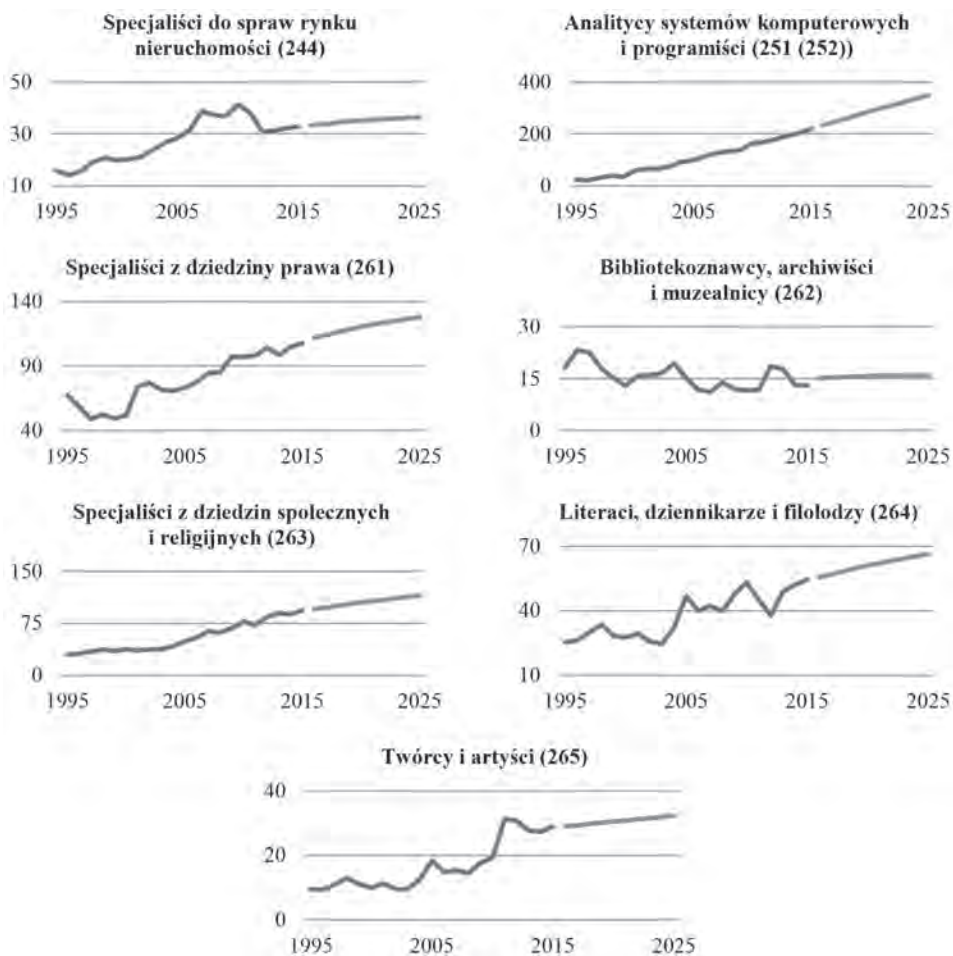 Specjaliści do spraw rynku
nieruchomości (244)
50
30
10
1995 2005 2015 2025
Analitycy systemów komputerowych
i programiści (251 (252))
400
200
0
1995 2005 2015 2025
Specjaliści z dziedziny prawa (261)
140
90
40
1995 2005 2015 2025
Bibliotekoznawcy, archiwiści
i muzealnicy (262)
30
15
0
1995 2005 2015 2025
Specjaliści z dziedzin społecznych
i religijnych (263)
150
75
0
1995 2005 2015 2025
Literaci, dziennikarze i filolodzy (264)
70
40
10
1995 2005 2015 2025
Twórcy i artyści (265)
40
20
0
1995 2005 2015 2025